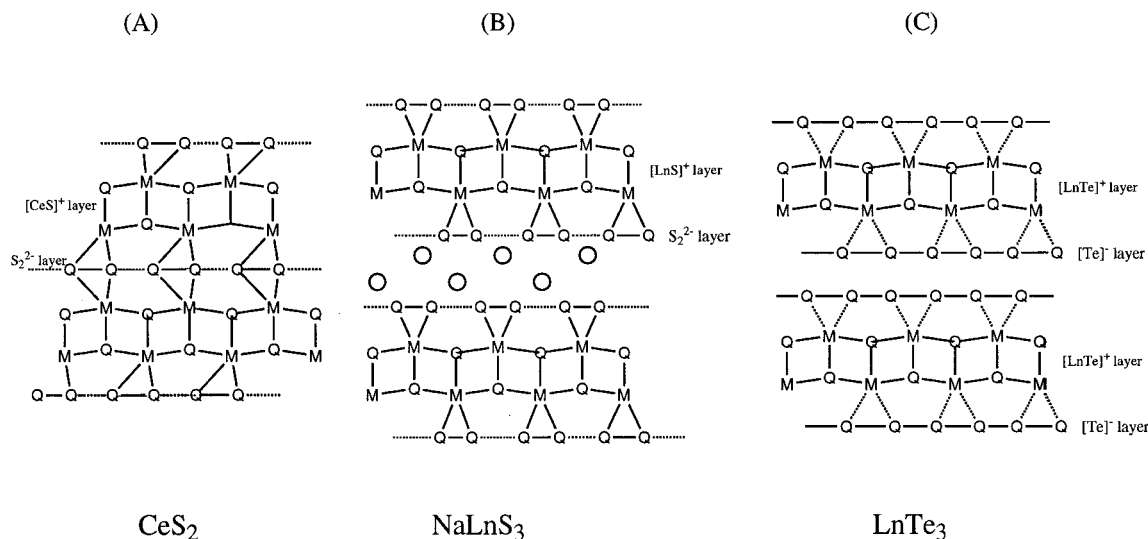 (A)
Q Q Q Q
Q M Q M Q
[CeS]⁺ layer
M Q M M
S₂²⁻ layer
Q Q Q Q Q Q
Q M Q M Q M Q
M Q M Q M Q M
Q Q Q Q Q Q
CeS₂
(B)
Q Q Q Q Q Q
Q M Q M Q M Q
[LnS]⁺ layer
M Q M Q M Q M
Q Q Q Q Q Q
S₂²⁻ layer
Q Q Q Q Q Q
Q M Q M Q M Q
M Q M Q M Q M
Q Q Q Q Q Q
NaLnS₃
(C)
Q Q Q Q Q Q
Q M Q M Q M Q
[LnTe]⁺ layer
M Q M Q M Q M
Q Q Q Q Q Q
[Te]⁻ layer
Q Q Q Q Q Q
Q M Q M Q M Q
[LnTe]⁺ layer
M Q M Q M Q M
Q Q Q Q Q Q
[Te]⁻ layer
LnTe₃